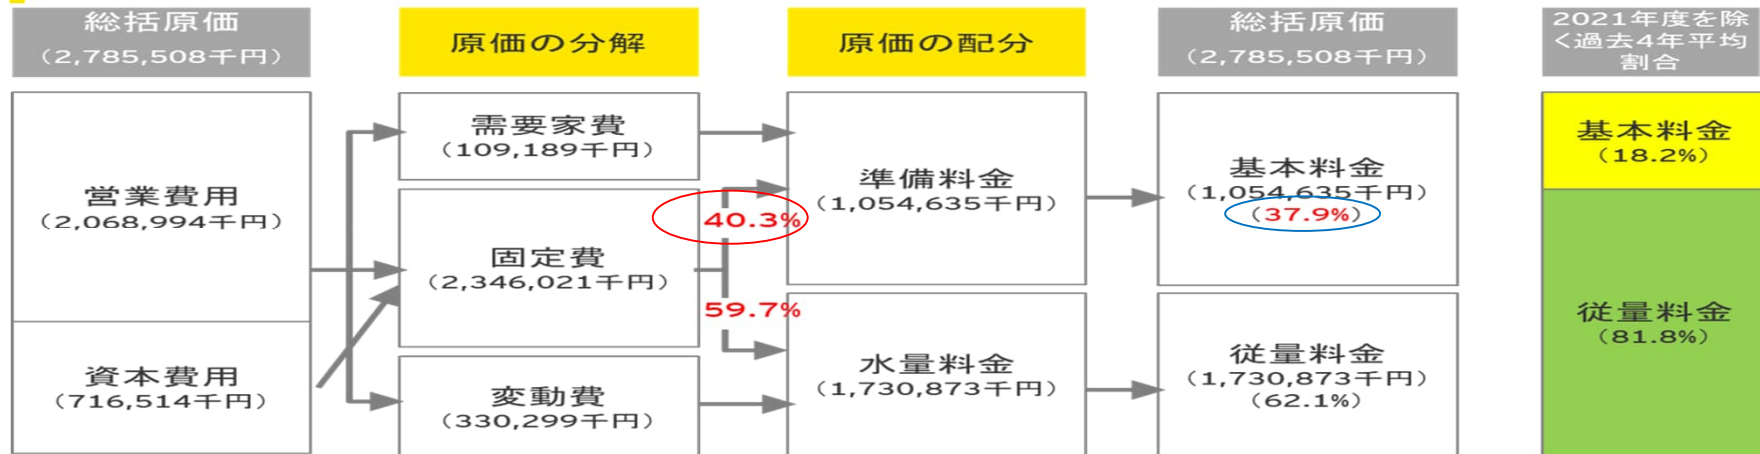 総括原価
（2,785,508千円）
原価の分解
原価の配分
総括原価
（2,785,508千円）
2021年度を除
く過去4年平均
割合
営業費用
（2,068,994千円）
資本費用
（716,514千円）
需要家費
（109,189千円）
固定費
（2,346,021千円）
変動費
（330,299千円）
40.3%
59.7%
準備料金
（1,054,635千円）
水量料金
（1,730,873千円）
基本料金
（1,054,635千円）
（37.9%）
従量料金
（1,730,873千円）
（62.1%）
基本料金
（18.2%）
従量料金
（81.8%）